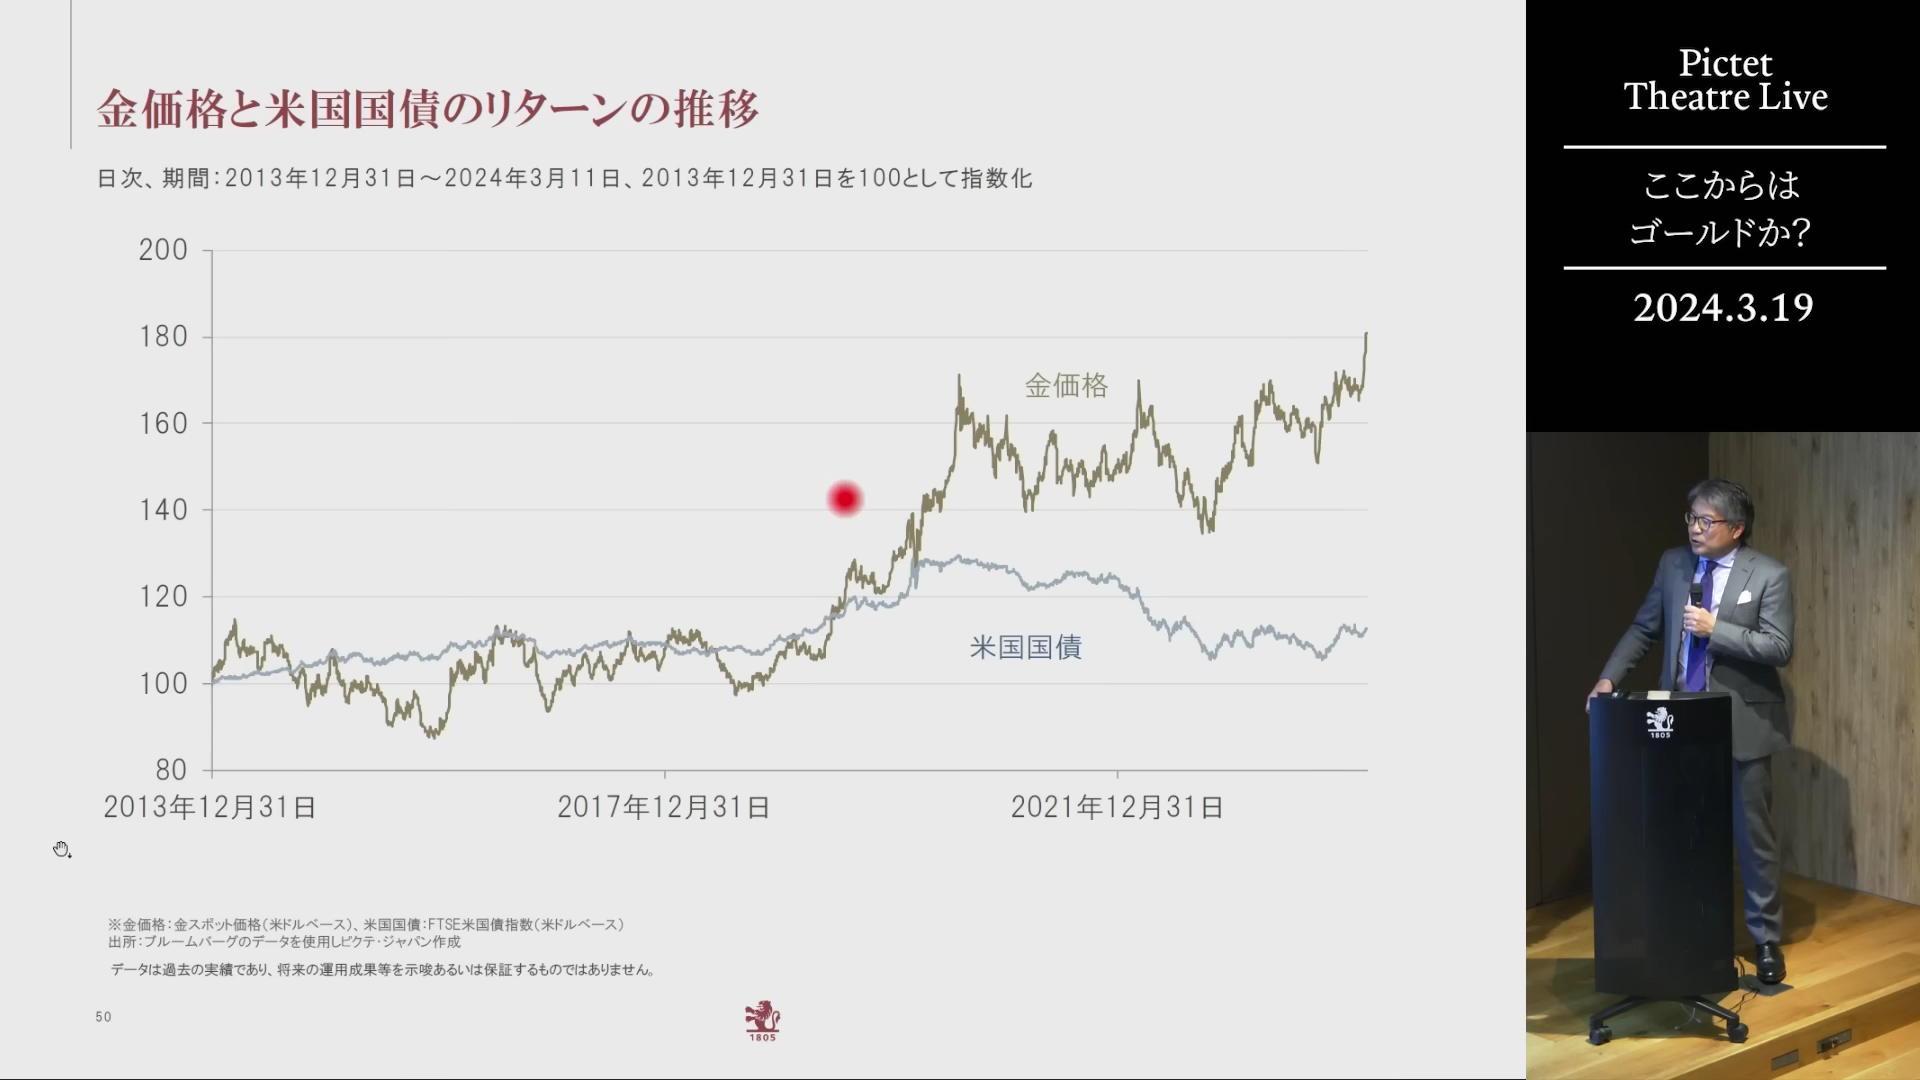 金価格と米国国債のリターンの推移
日次、期間：2013年12月31日～2024年3月11日、2013年12月31日を100として指数化
200
180
160
140
120
100
80
金価格
米国国債
2013年12月31日
2017年12月31日
2021年12月31日
※金価格：金スポット価格（米ドルベース）、米国国債：FTSE米国債指数（米ドルベース）
出所：ブルームバーグのデータを使用しピクテ・ジャパン作成
データは過去の実績であり、将来の運用成果等を示唆あるいは保証するものではありません。
50
1805
Pictet
Theatre Live
ここからは
ゴールドか？
2024.3.19
1805